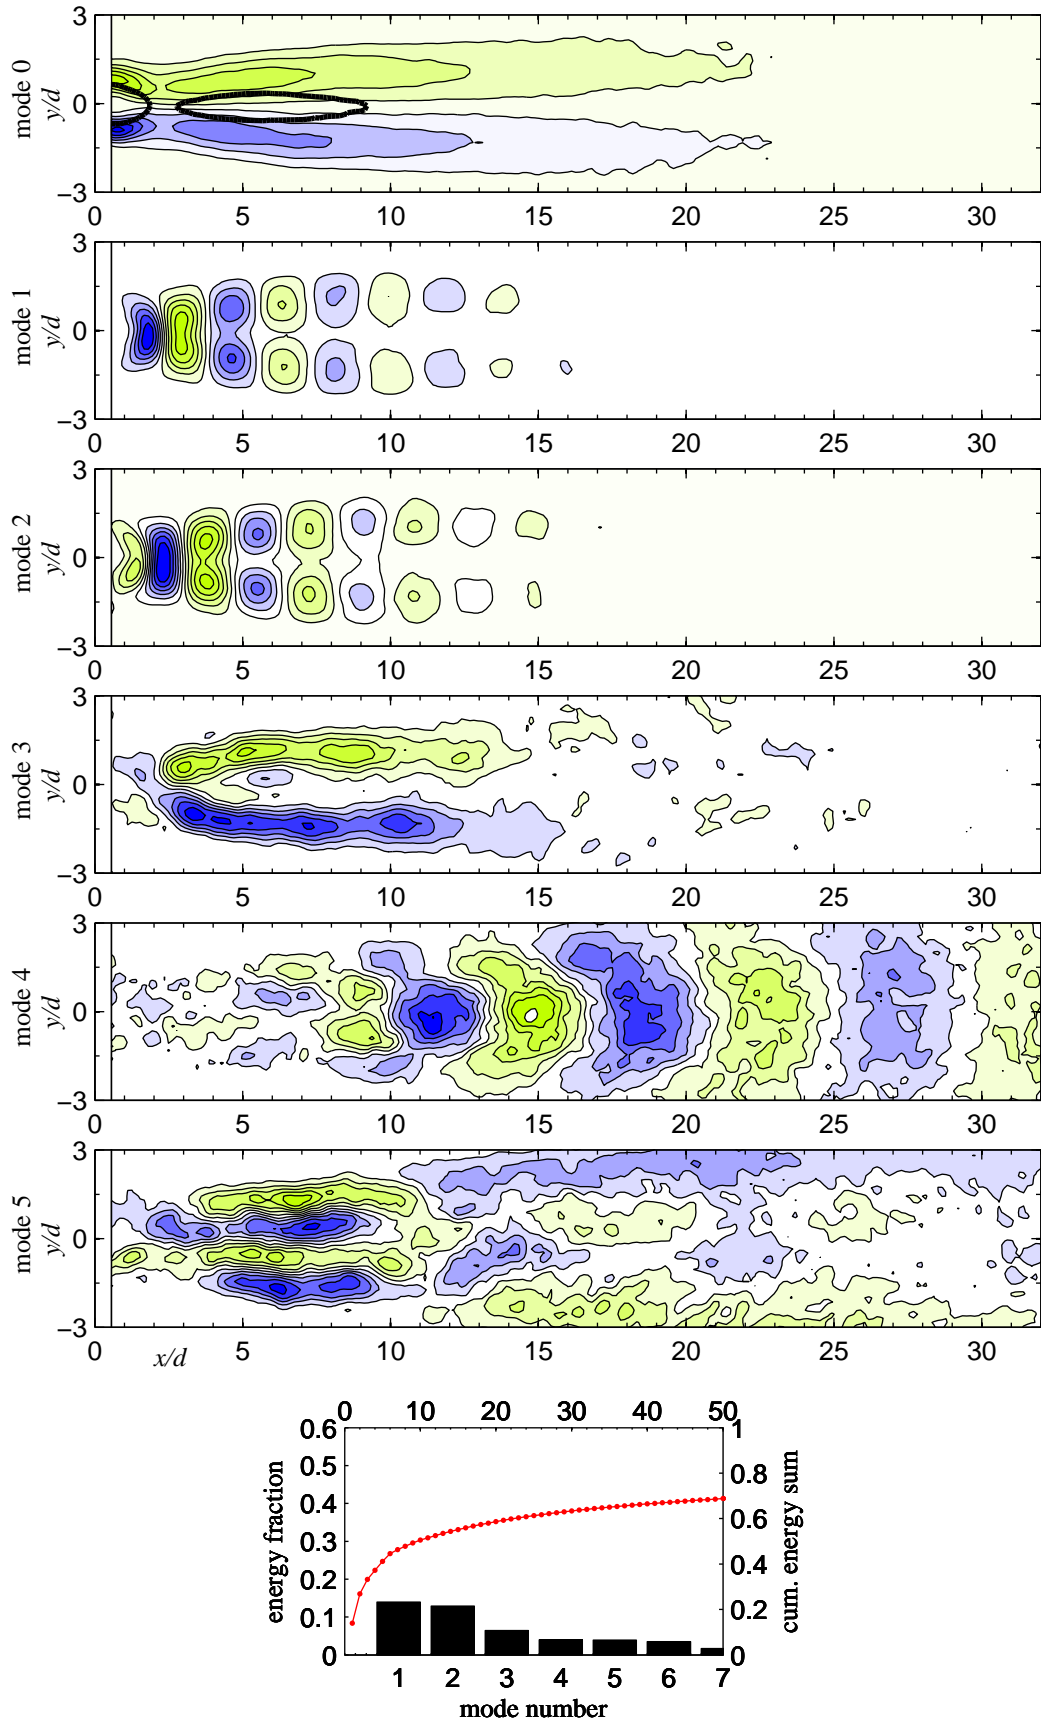 mode 0
y/d
3
0
−3
0 5 10 15 20 25 30
mode 1
y/d
3
0
−3
0 5 10 15 20 25 30
mode 2
y/d
3
0
−3
0 5 10 15 20 25 30
mode 3
y/d
3
0
−3
0 5 10 15 20 25 30
mode 4
y/d
3
0
−3
0 5 10 15 20 25 30
mode 5
y/d
3
0
−3
0 5 10 15 20 25 30
x/d
0 10 20 30 40 50
energy fraction
0.6
0.5
0.4
0.3
0.2
0.1
0
1
0.8
0.6
0.4
0.2
0
cum. energy sum
1 2 3 4 5 6 7
mode number